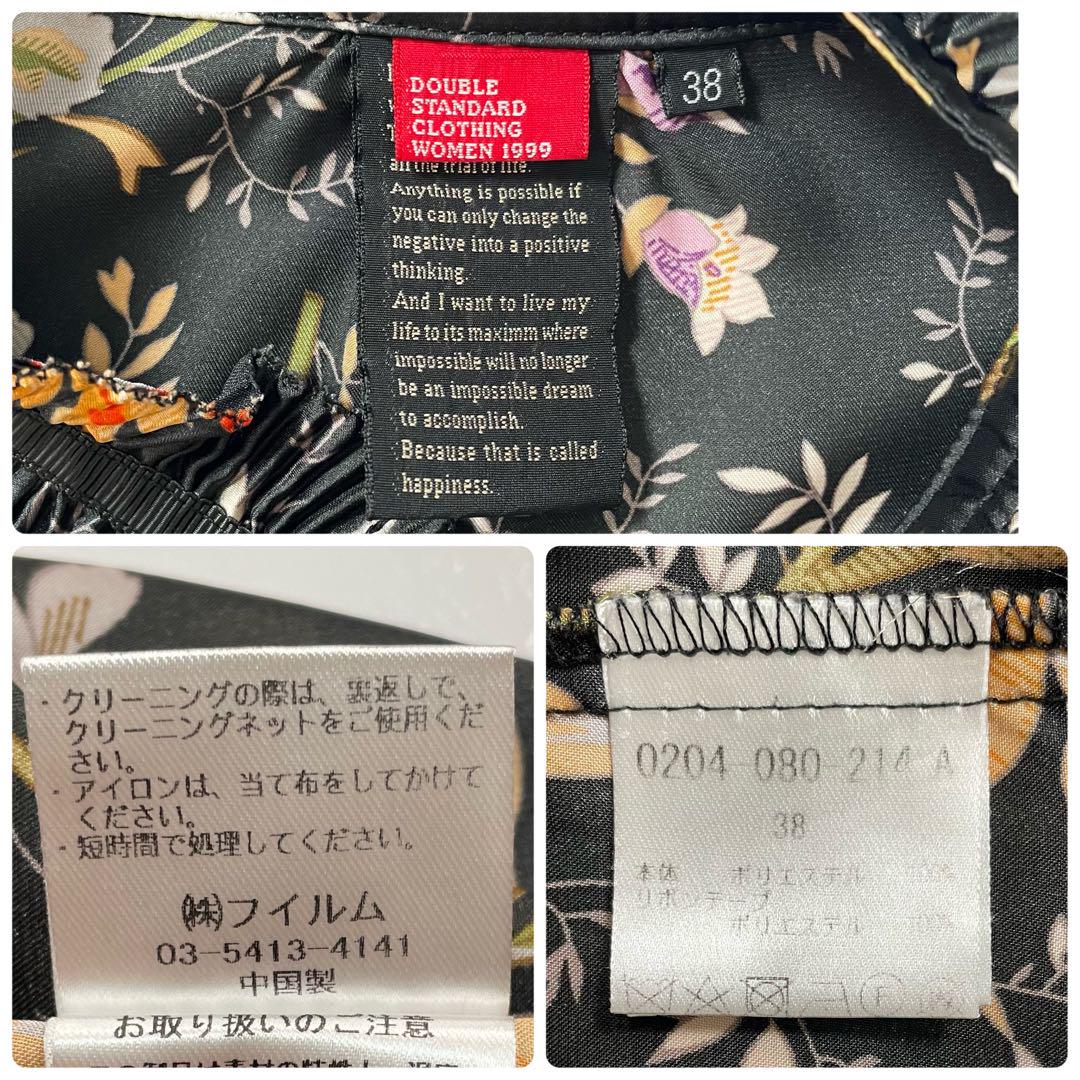 DOUBLE
STANDARD
CLOTHING
WOMEN 1999
38
all the trial of life.
Anything is possible if
you can only change the
negative into a positive
thinking.
And I want to live my
life to its maximm where
impossible will no longer
be an impossible dream
to accomplish.
Because that is called
happiness.
・クリーニングの際は、裏返しで、
クリーニングネットをご使用くだ
さい。
・アイロンは、当て布をしてかけて
ください。
・短時間で処理してください。
㈱フイルム
03-5413-4141
中国製
お取り扱いのご注意
0204-080-214 A
38
本体 ポリエステル
リボンテープ
ポリエステル